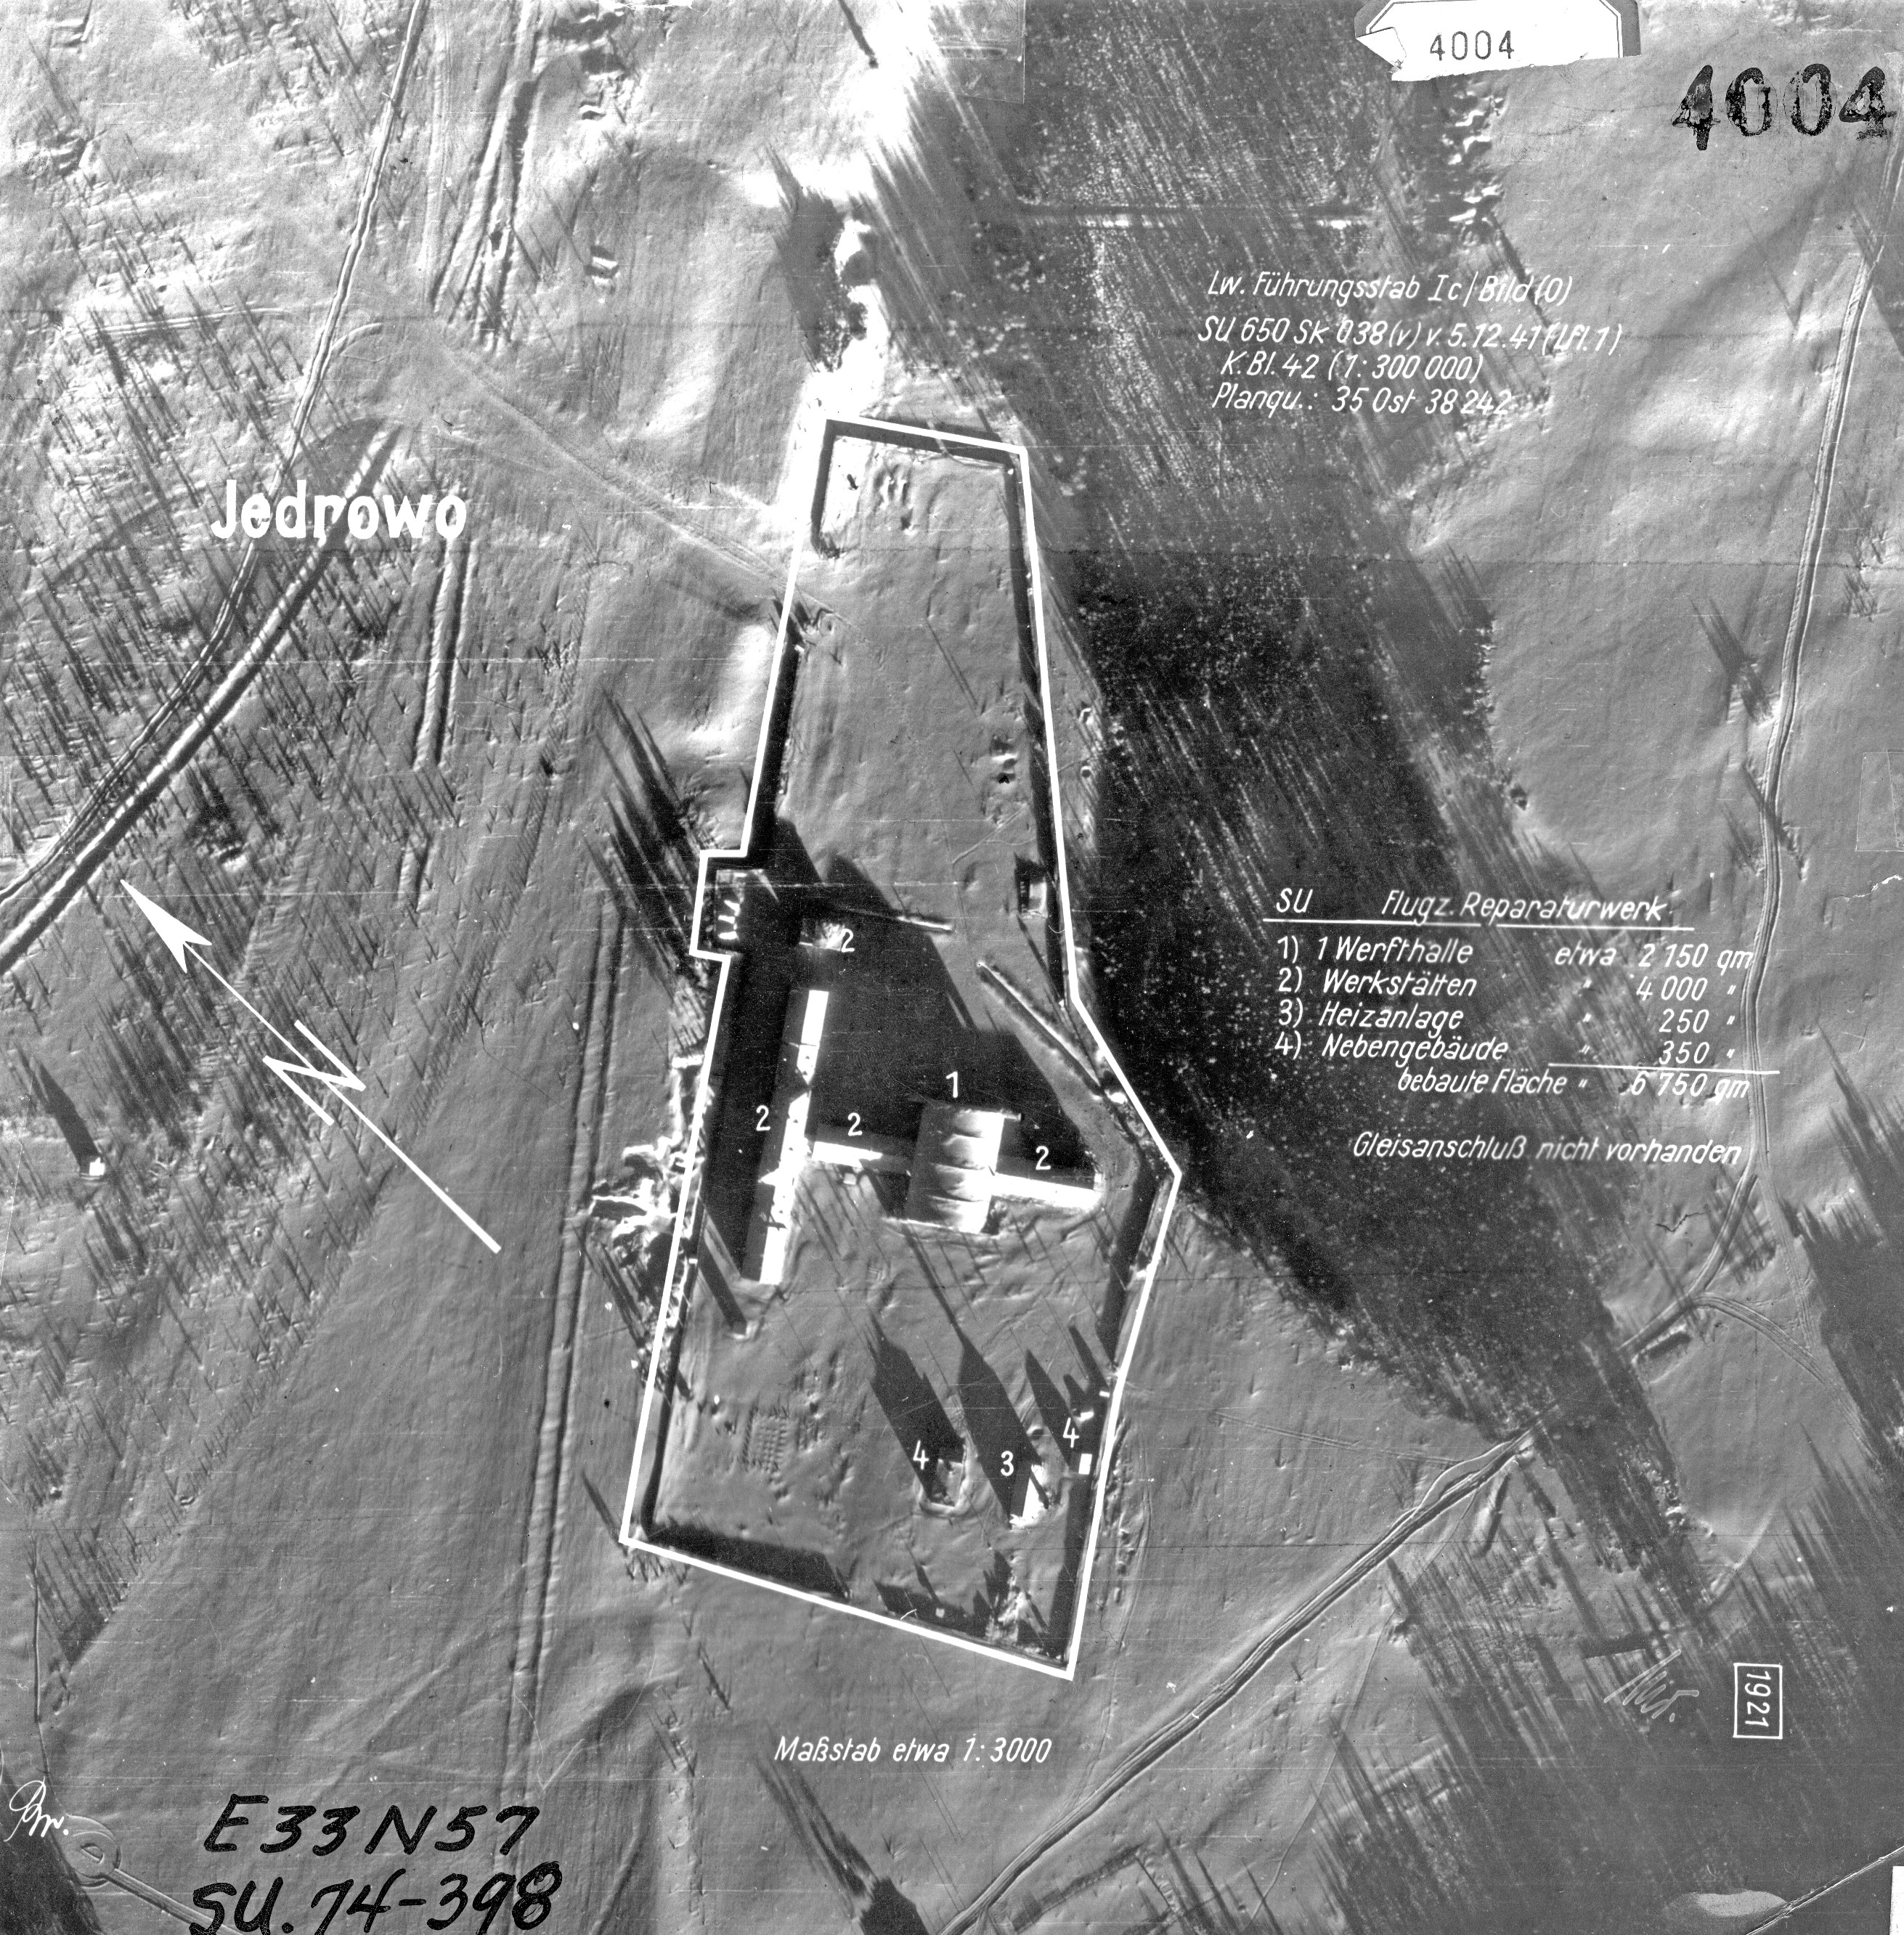 4004
4004
Lw. Führungsstab Ic/Bild (O)
SU 650 Sk 038 (v) v. 5.12.41 (Lfl. 1)
K.Bl. 42 (1:300 000)
Planqu.: 35 Ost 38 242
Jedrowo
SU Flugz. Reparaturwerk
1) 1 Werfthalle etwa 2 150 qm
2) Werkstätten " 4 000 "
3) Heizanlage " 250 "
4) Nebengebäude " 350 "
bebaute Fläche " 6 750 qm
Gleisanschluß nicht vorhanden
2
1
2
2
2
N
4
3
4
1921
Maßstab etwa 1:3000
E33N57
SU.74-398